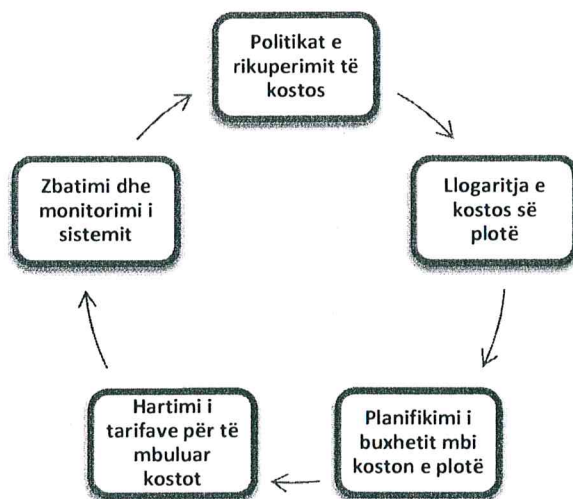 Politikat e
rikuperimit të
kostos
Llogaritja e
kostos së
plotë
Planifikimi i
buxhetit mbi
koston e plotë
Hartimi i
tarifave për të
mbuluar
kostot
Zbatimi dhe
monitorimi i
sistemit